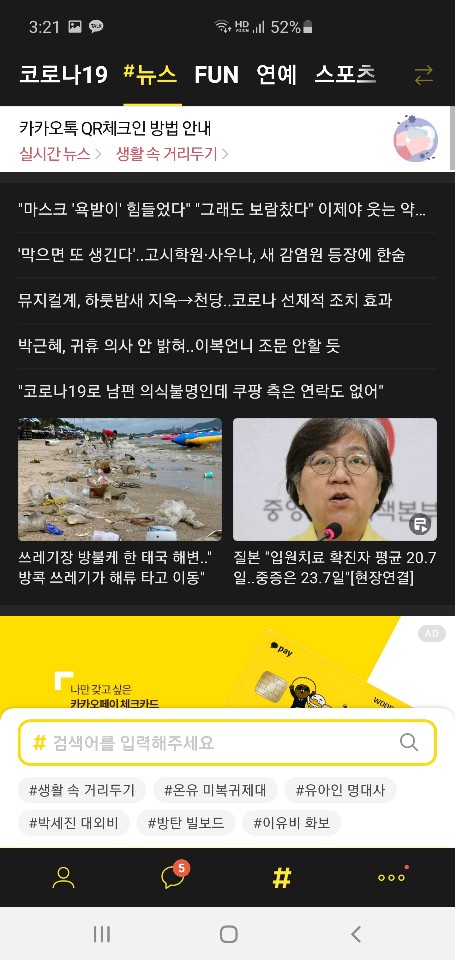 3:21
TALK
HD
52%
코로나19 #뉴스 FUN 연예 스포츠
카카오톡 QR체크인 방법 안내
실시간 뉴스 > 생활 속 거리두기 >
"마스크 '욕받이' 힘들었다" "그래도 보람찼다" 이제야 웃는 약...
'막으면 또 생긴다'..고시학원·사우나, 새 감염원 등장에 한숨
뮤지컬계, 하룻밤새 지옥→천당..코로나 선제적 조치 효과
박근혜, 귀휴 의사 안 밝혀..이복언니 조문 안할 듯
"코로나19로 남편 의식불명인데 쿠팡 측은 연락도 없어"
중앙
책본부
쓰레기장 방불케 한 태국 해변.."
방콕 쓰레기가 해류 타고 이동"
질본 "입원치료 확진자 평균 20.7
일..중증은 23.7일"[현장연결]
AD
pay
나만 갖고 싶은
카카오페이 체크카드
# 검색어를 입력해주세요
#생활 속 거리두기 #온유 미복귀제대 #유아인 명대사
#박세진 대외비 #방탄 빌보드 #이유비 화보
5
#